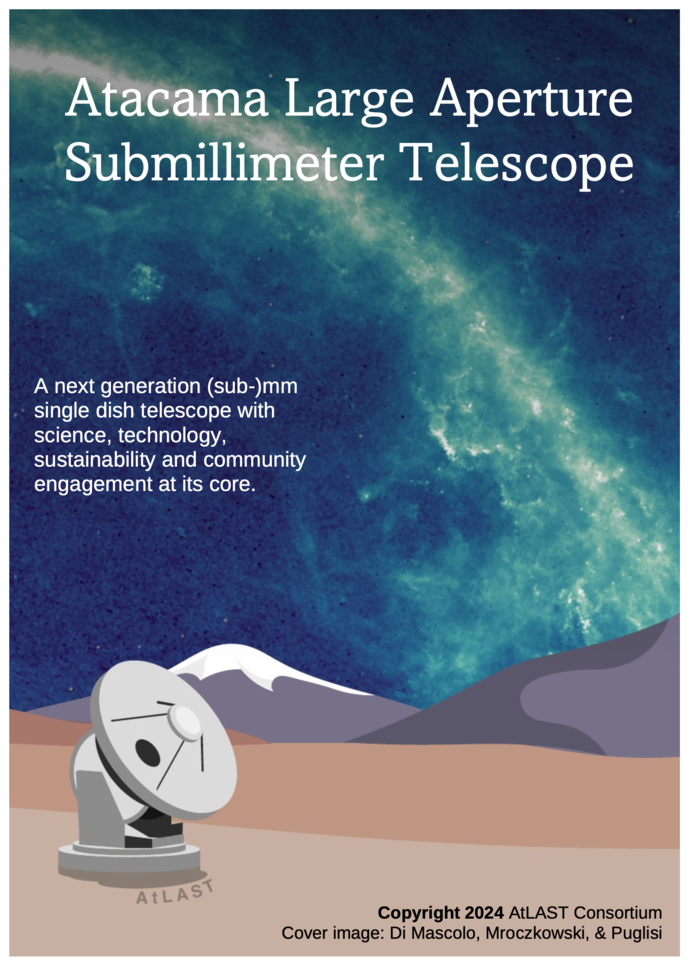 Atacama Large Aperture
Submillimeter Telescope
A next generation (sub-)mm
single dish telescope with
science, technology,
sustainability and community
engagement at its core.
AtLAST
Copyright 2024 AtLAST Consortium
Cover image: Di Mascolo, Mroczkowski, & Puglisi